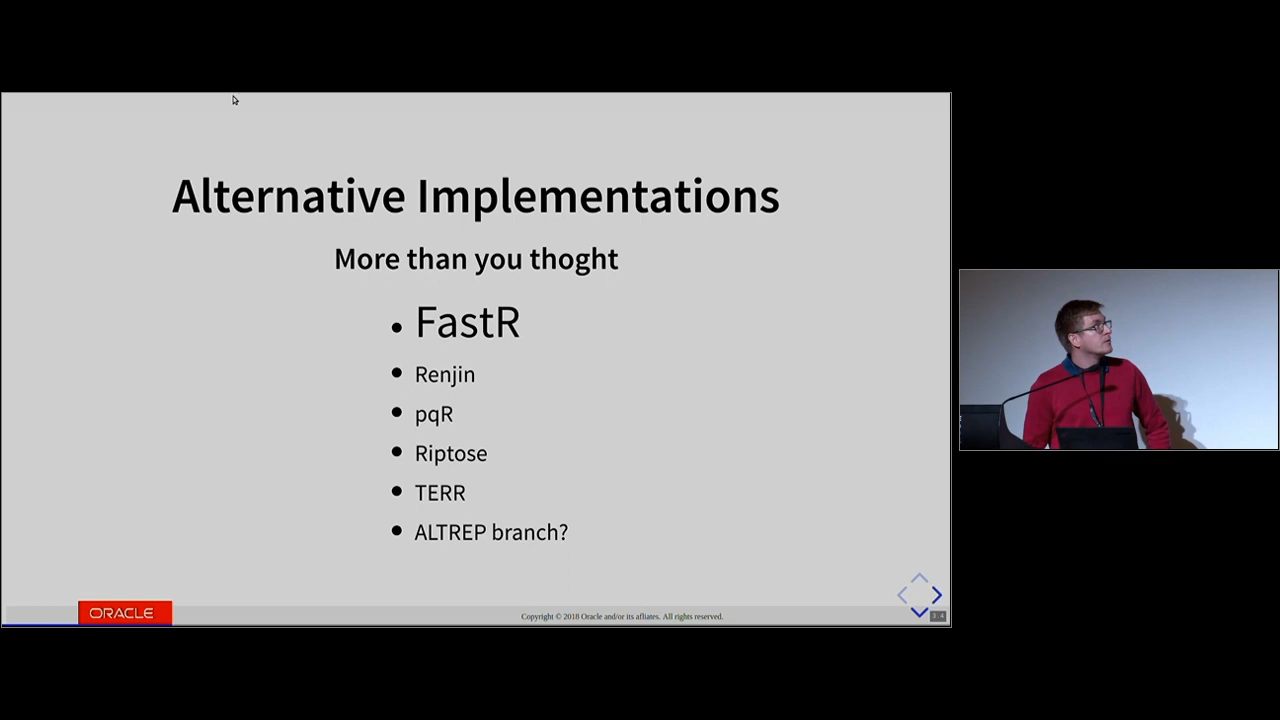 Alternative Implementations
More than you thoght
• FastR
• Renjin
• pqR
• Riptose
• TERR
• ALTREP branch?
ORACLE
Copyright © 2018 Oracle and/or its afliates. All rights reserved.